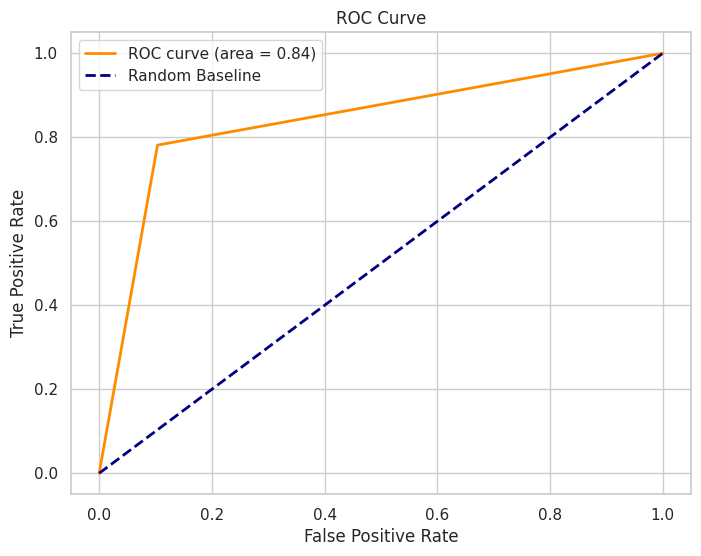 ROC Curve
ROC curve (area = 0.84)
Random Baseline
1.0
0.8
0.6
0.4
0.2
0.0
True Positive Rate
0.0 0.2 0.4 0.6 0.8 1.0
False Positive Rate